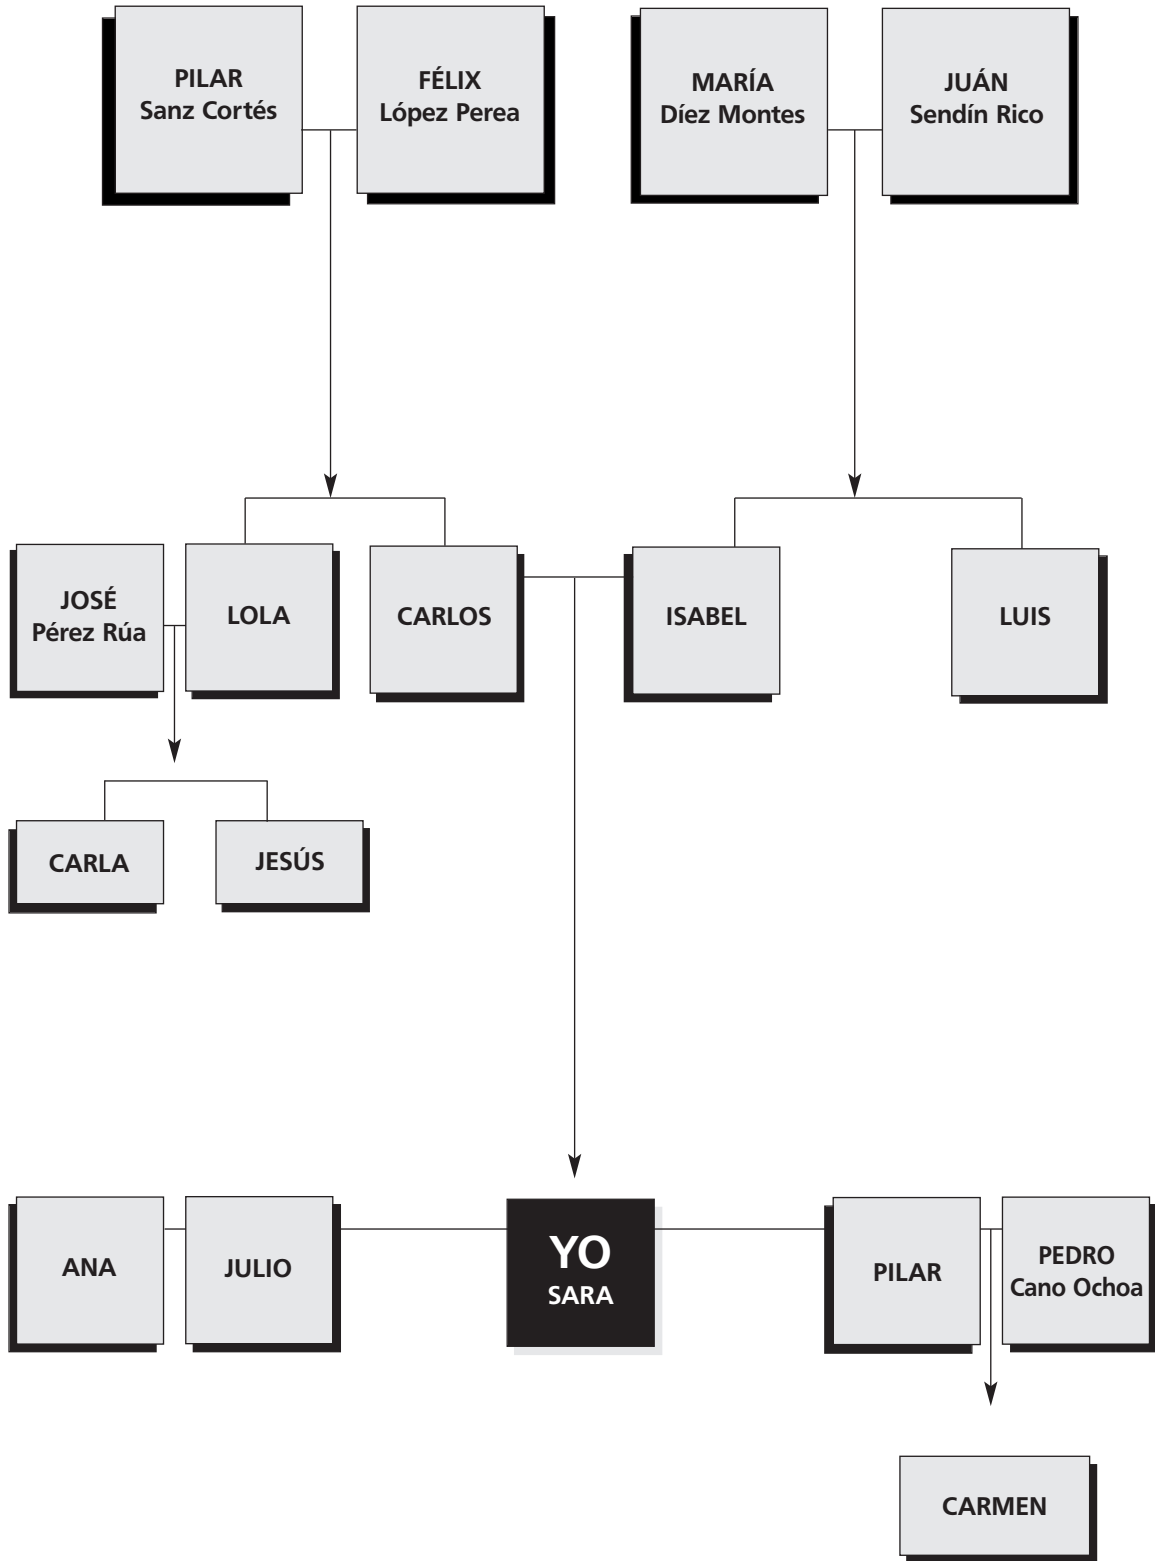 PILAR
Sanz Cortés
FÉLIX
López Perea
MARÍA
Díez Montes
JUÁN
Sendín Rico
JOSÉ
Pérez Rúa
LOLA
CARLOS
ISABEL
LUIS
CARLA
JESÚS
ANA
JULIO
YO
SARA
PILAR
PEDRO
Cano Ochoa
CARMEN